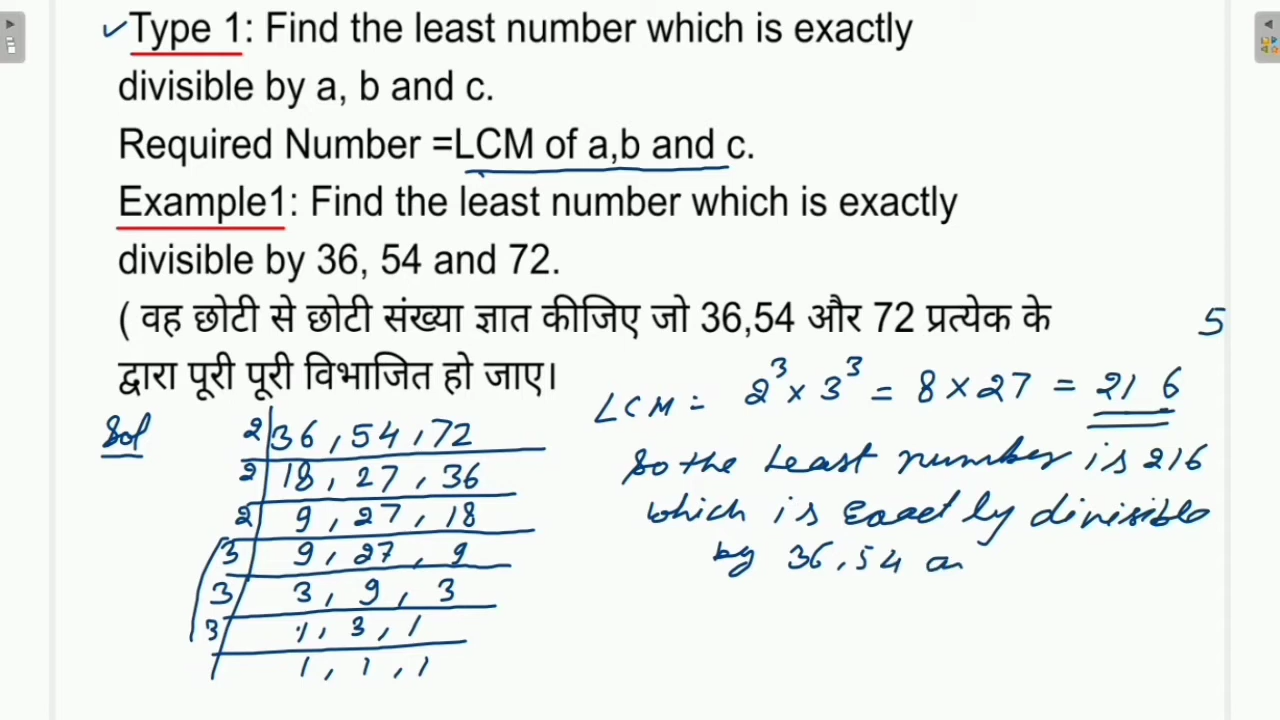 Type 1: Find the least number which is exactly
divisible by a, b and c.
Required Number =LCM of a,b and c.
Example1: Find the least number which is exactly
divisible by 36, 54 and 72.
( वह छोटी से छोटी संख्या ज्ञात कीजिए जो 36,54 और 72 प्रत्येक के
द्वारा पूरी पूरी विभाजित हो जाए।
5
Sol
2 36, 54, 72
2 18, 27, 36
2 9, 27, 18
3 9, 27, 9
3 3, 9, 3
3 1, 3, 1
1, 1, 1
LCM = 2³ × 3³ = 8 × 27 = 216
So the least number is 216
which is Exactly divisible
by 36, 54 an